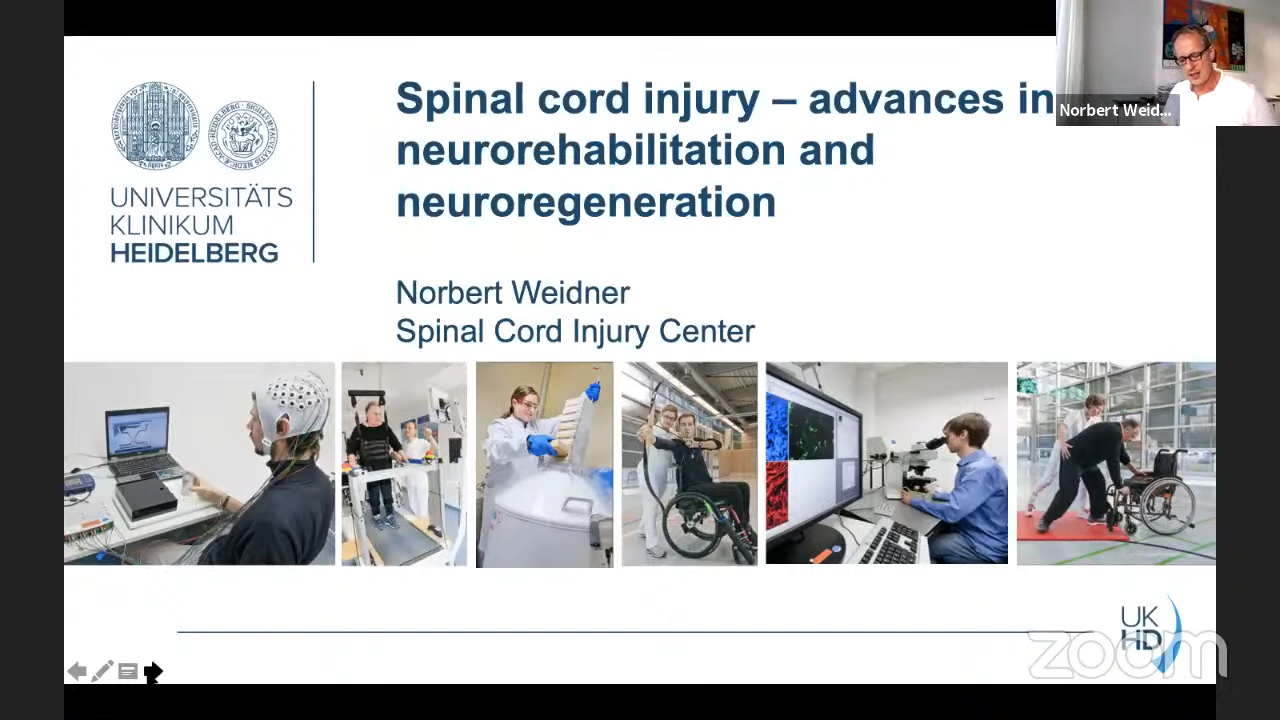 Spinal cord injury – advances in
neurorehabilitation and
neuroregeneration
Norbert Weid...
UNIVERSITÄTS
KLINIKUM
HEIDELBERG
Norbert Weidner
Spinal Cord Injury Center
UK
HD
zoom